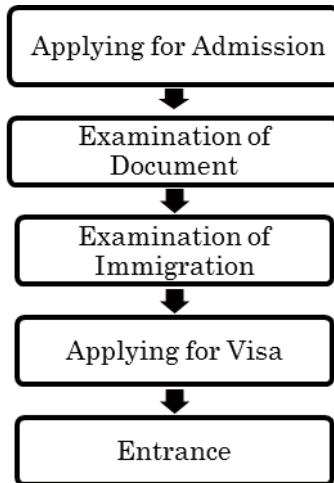 Applying for Admission
Examination of
Document
Examination of
Immigration
Applying for Visa
Entrance